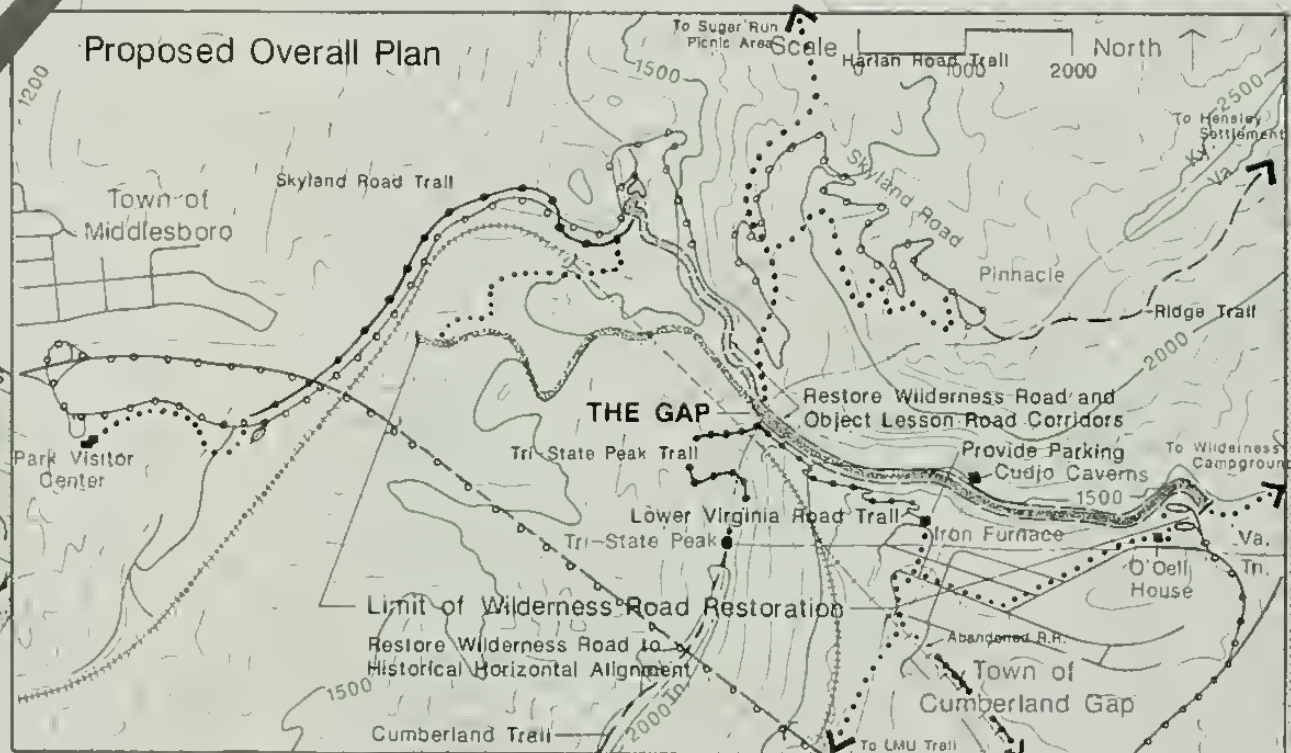 Proposed Overall Plan
To Sugar Run
Picnic Area
Scale
0 1000 2000
North
Harlan Road Trail
1200
1500
2500
To Hensley
Settlement
Ky.
Va.
Skyland Road Trail
Skyland Road
Town of
Middlesboro
Pinnacle
Ridge Trail
2000
THE GAP
Restore Wilderness Road and
Object Lesson Road Corridors
Tri-State Peak Trail
Provide Parking
Cudjo Caverns
To Wilderness
Campground
Park Visitor
Center
1500
Lower Virginia Road Trail
Tri-State Peak
Iron Furnace
Va.
Tn.
O'Dell
House
Limit of Wilderness Road Restoration
Restore Wilderness Road to
Historical Horizontal Alignment
Abandoned R.R.
Town of
Cumberland Gap
1500
2000
Tn.
Cumberland Trail
To LMU Trail